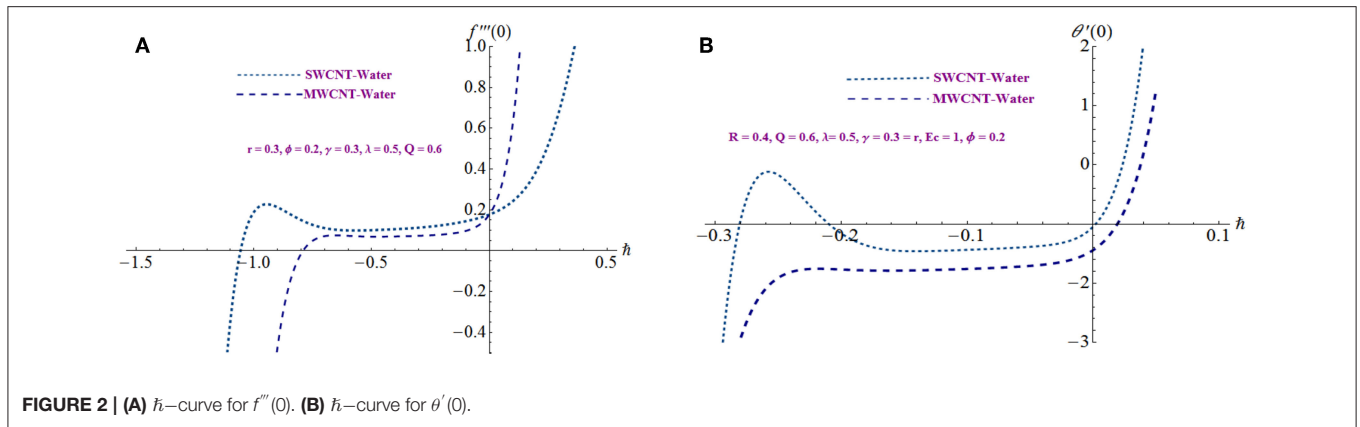 A
f'''(0)
1.0
SWCNT-Water
MWCNT-Water
0.8
0.6
r = 0.3, ϕ = 0.2, γ = 0.3, λ = 0.5, Q = 0.6
0.4
0.2
−1.5 −1.0 −0.5 0.5 ℏ
−0.2
−0.4
B
θ′(0)
2
SWCNT-Water
MWCNT-Water
1
R = 0.4, Q = 0.6, λ= 0.5, γ = 0.3 = r, Ec = 1, ϕ = 0.2
0
−0.3 −0.2 −0.1 0.1 ℏ
−2
−3
FIGURE 2 | (A) ℏ−curve for f'''(0). (B) ℏ−curve for θ′(0).